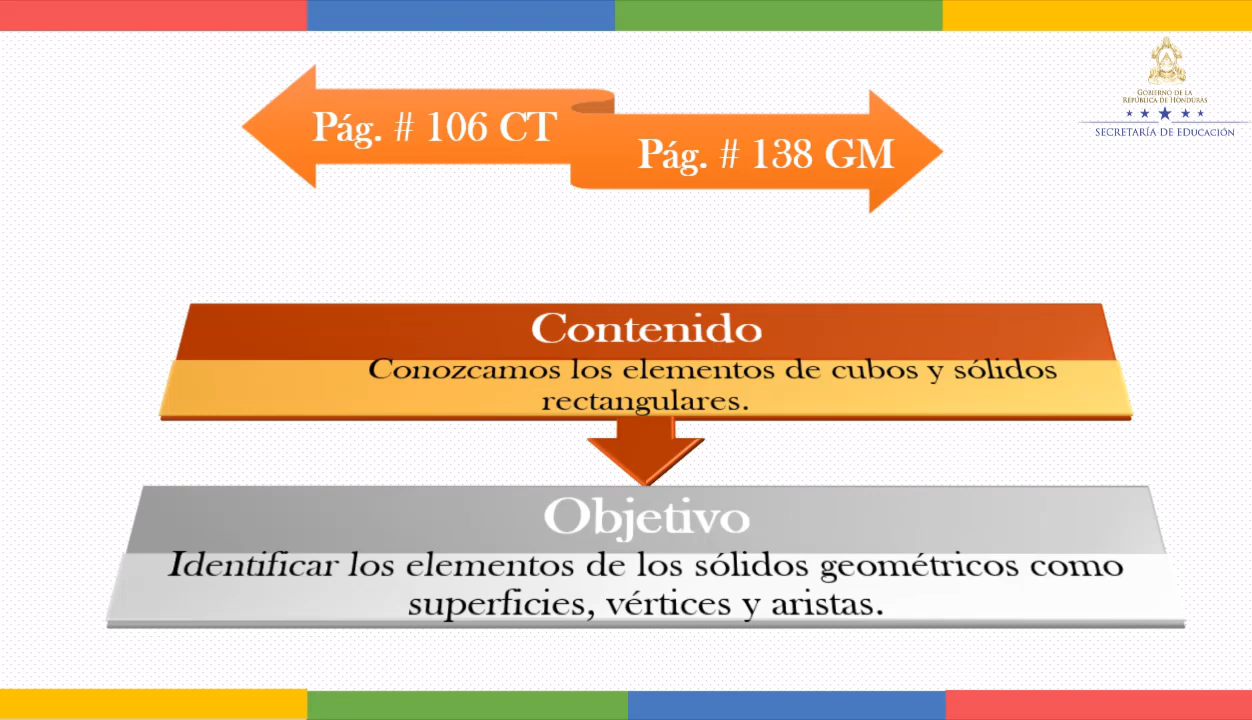 GOBIERNO DE LA
REPÚBLICA DE HONDURAS
SECRETARÍA DE EDUCACIÓN
Pág. # 106 CT
Pág. # 138 GM
Contenido
Conozcamos los elementos de cubos y sólidos
rectangulares.
Objetivo
Identificar los elementos de los sólidos geométricos como
superficies, vértices y aristas.